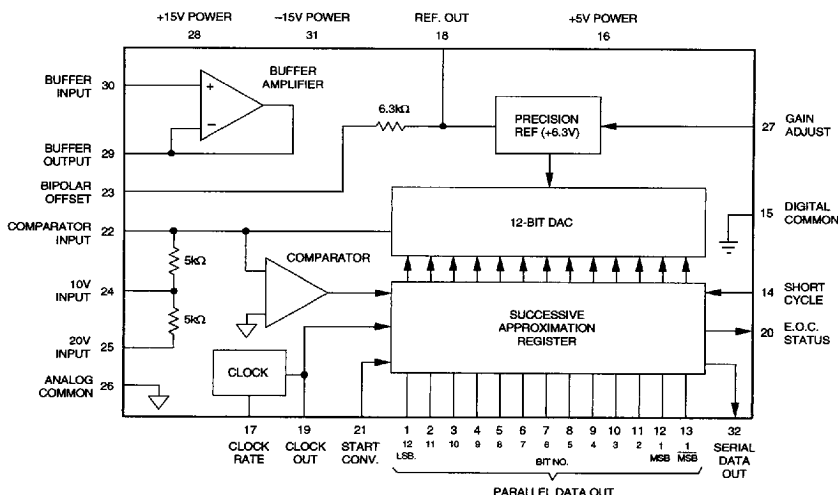 +15V POWER –15V POWER REF. OUT +5V POWER
28 31 18 16
BUFFER INPUT 30
BUFFER AMPLIFIER
+
–
6.3kΩ
PRECISION
REF (+6.3V)
27 GAIN ADJUST
BUFFER OUTPUT 29
BIPOLAR OFFSET 23
12-BIT DAC
15 DIGITAL COMMON
COMPARATOR INPUT 22
5kΩ
COMPARATOR
10V INPUT 24
14 SHORT CYCLE
5kΩ
SUCCESSIVE
APPROXIMATION
REGISTER
20 E.O.C. STATUS
20V INPUT 25
CLOCK
ANALOG COMMON 26
17 19 21 1 2 3 4 5 6 7 8 9 10 11 12 13 32
CLOCK RATE CLOCK OUT START CONV. SERIAL DATA OUT
12 11 10 9 8 7 6 5 4 3 2 1 1
LSB. BIT NO. MSB MSB
PARALLEL DATA OUT